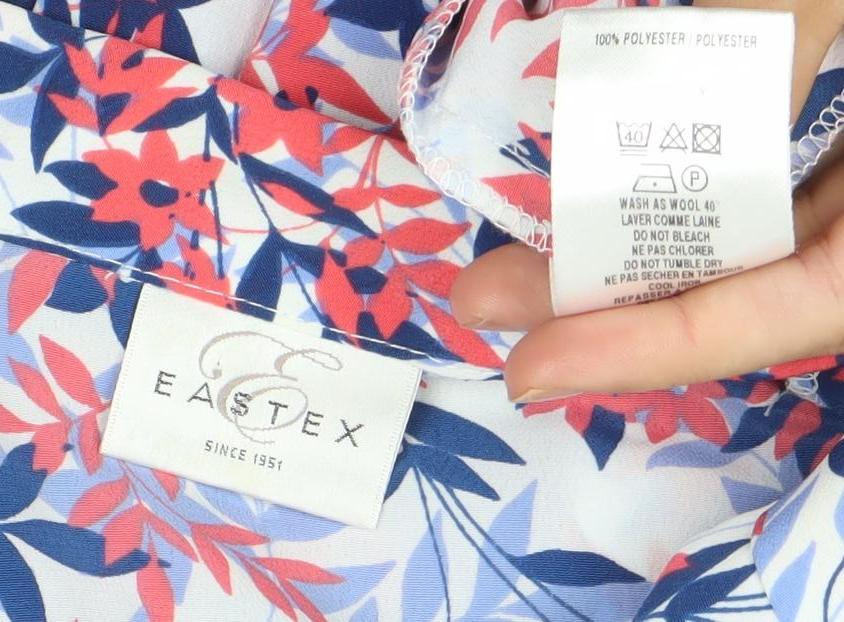 100% POLYESTER / POLYESTER
40
P
WASH AS WOOL 40°
LAVER COMME LAINE
DO NOT BLEACH
NE PAS CHLORER
DO NOT TUMBLE DRY
NE PAS SECHER EN TAMBOUR
COOL IRON
REPASSER
E
EASTEX
SINCE 1951